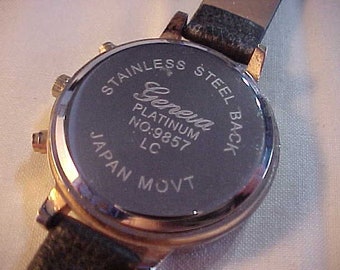 STAINLESS STEEL BACK
Geneva
PLATINUM
NO:9857
LC
JAPAN MOVT